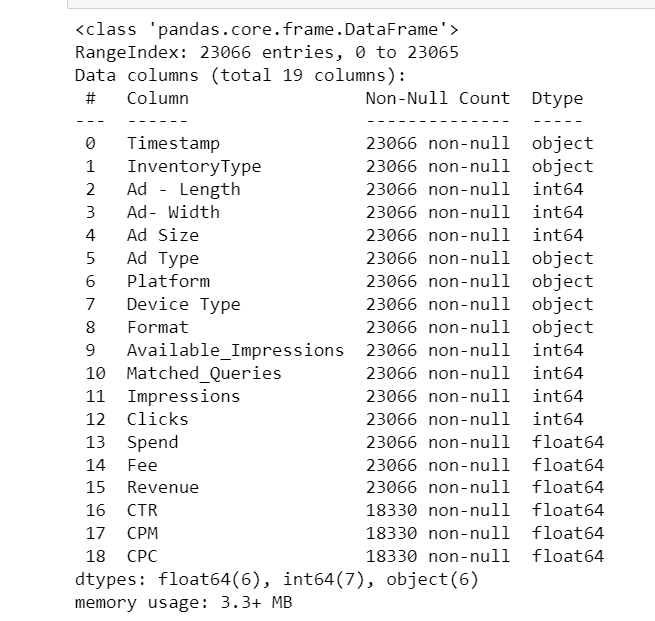 <class 'pandas.core.frame.DataFrame'>
RangeIndex: 23066 entries, 0 to 23065
Data columns (total 19 columns):
 #   Column                 Non-Null Count  Dtype
---  ------                 --------------  -----
 0   Timestamp              23066 non-null  object
 1   InventoryType          23066 non-null  object
 2   Ad - Length            23066 non-null  int64
 3   Ad- Width              23066 non-null  int64
 4   Ad Size                23066 non-null  int64
 5   Ad Type                23066 non-null  object
 6   Platform               23066 non-null  object
 7   Device Type            23066 non-null  object
 8   Format                 23066 non-null  object
 9   Available_Impressions  23066 non-null  int64
 10  Matched_Queries        23066 non-null  int64
 11  Impressions            23066 non-null  int64
 12  Clicks                 23066 non-null  int64
 13  Spend                  23066 non-null  float64
 14  Fee                    23066 non-null  float64
 15  Revenue                23066 non-null  float64
 16  CTR                    18330 non-null  float64
 17  CPM                    18330 non-null  float64
 18  CPC                    18330 non-null  float64
dtypes: float64(6), int64(7), object(6)
memory usage: 3.3+ MB